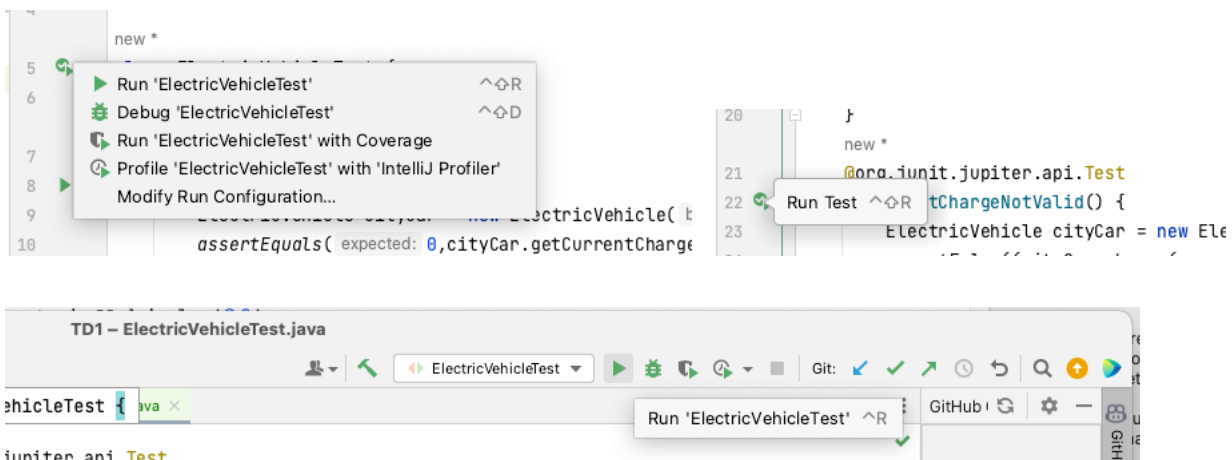 new *
5
Run 'ElectricVehicleTest' ^⇧R
6
Debug 'ElectricVehicleTest' ^⇧D
Run 'ElectricVehicleTest' with Coverage
7
Profile 'ElectricVehicleTest' with 'IntelliJ Profiler'
8
Modify Run Configuration...
9 new ElectricVehicle(
10 assertEquals( expected: 0,cityCar.getCurrentCharge
20 }
new *
21 @org.junit.jupiter.api.Test
22 Run Test ^⇧R tChargeNotValid() {
23 ElectricVehicle cityCar = new Ele
TD1 – ElectricVehicleTest.java
ElectricVehicleTest Git:
ehicleTest { ava × GitHub
Run 'ElectricVehicleTest' ^R
jupiter.api.Test
GitH